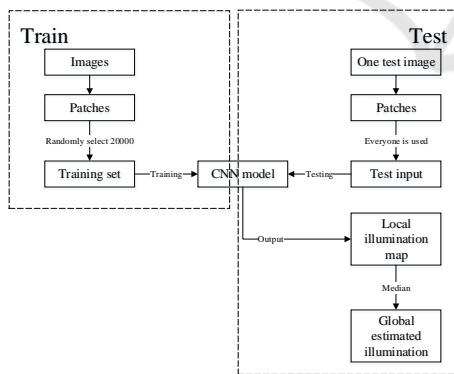 Train
Images
Patches
Randomly select 20000
Training set
Training
CNN model
Test
One test image
Patches
Everyone is used
Test input
Testing
Output
Local
illumination
map
Median
Global
estimated
illumination